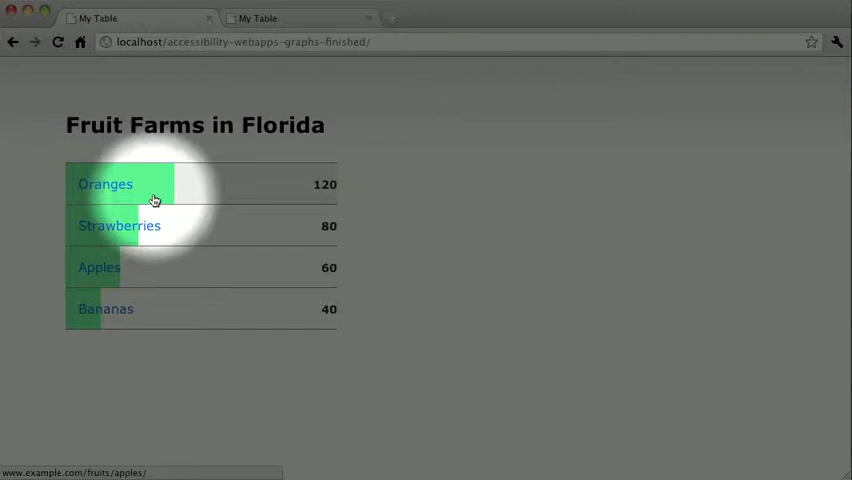 My Table
My Table
localhost/accessibility-webapps-graphs-finished/
Fruit Farms in Florida
Oranges 120
Strawberries 80
Apples 60
Bananas 40
www.example.com/fruits/apples/